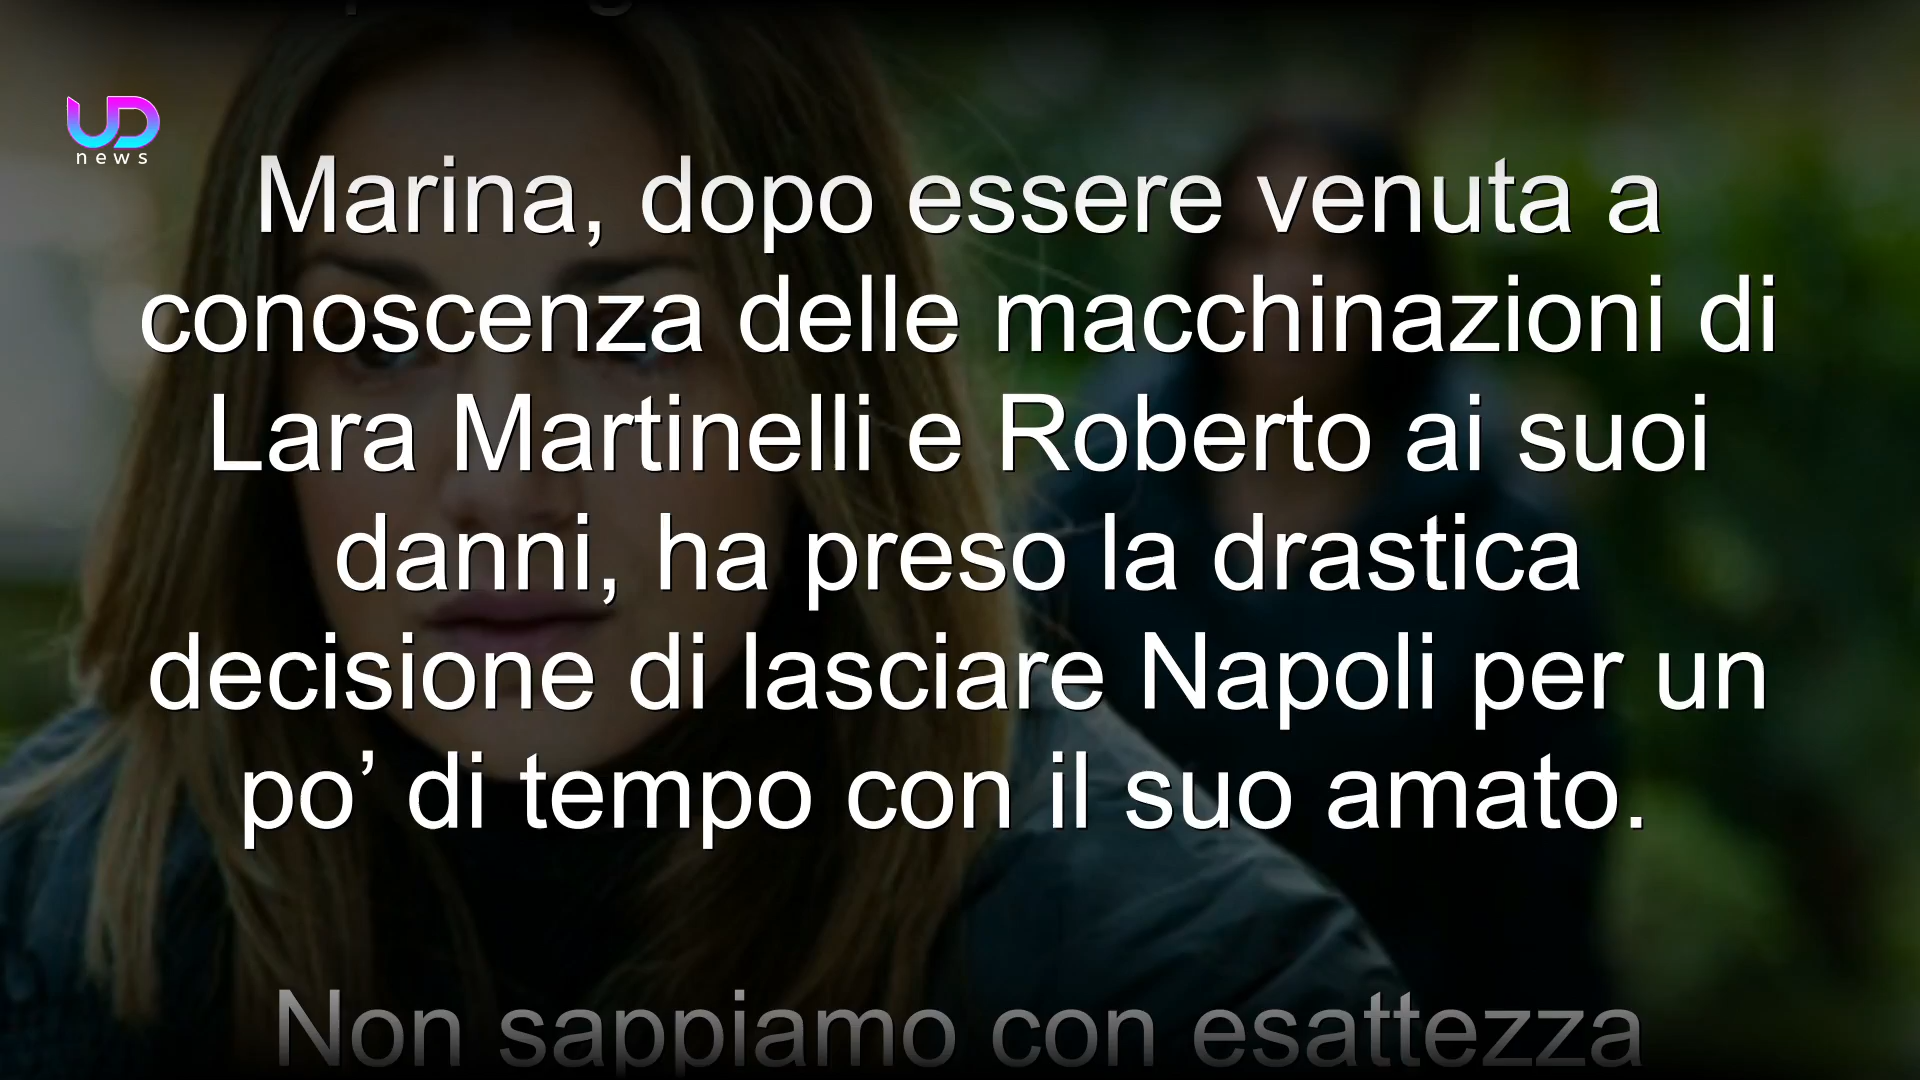 UD
news
Marina, dopo essere venuta a
conoscenza delle macchinazioni di
Lara Martinelli e Roberto ai suoi
danni, ha preso la drastica
decisione di lasciare Napoli per un
po’ di tempo con il suo amato.
Non sappiamo con esattezza